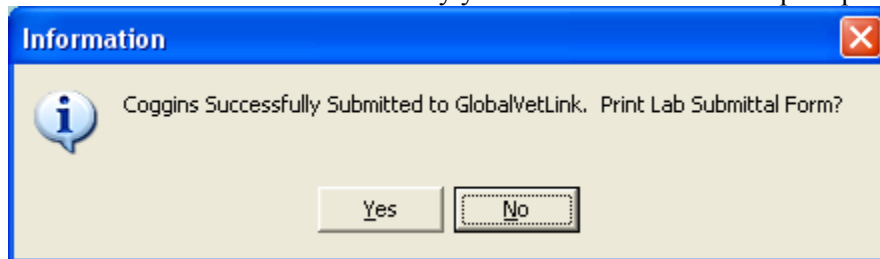 Information
Coggins Successfully Submitted to GlobalVetLink. Print Lab Submittal Form?
Yes
No